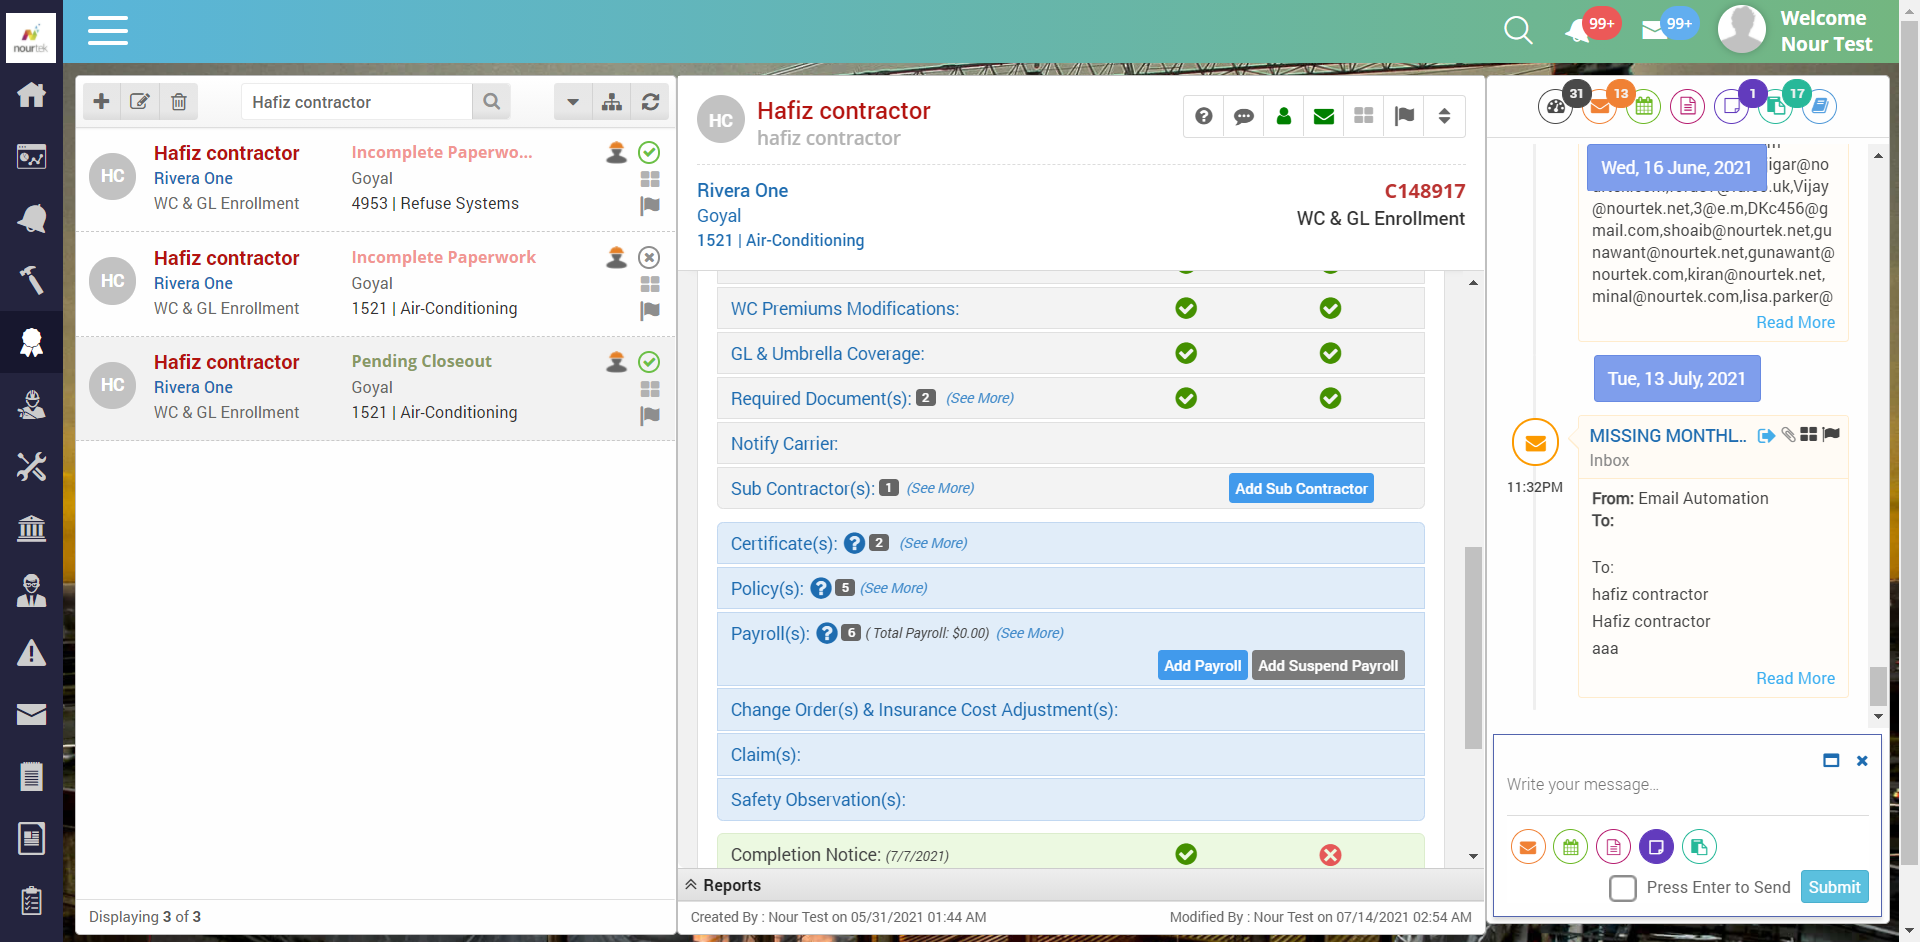 nourtek
99+
99+
Welcome
Nour Test
Hafiz contractor
HC
Hafiz contractor
Incomplete Paperwo...
Rivera One
Goyal
WC & GL Enrollment
4953 | Refuse Systems
HC
Hafiz contractor
Incomplete Paperwork
Rivera One
Goyal
WC & GL Enrollment
1521 | Air-Conditioning
HC
Hafiz contractor
Pending Closeout
Rivera One
Goyal
WC & GL Enrollment
1521 | Air-Conditioning
Displaying 3 of 3
HC
Hafiz contractor
hafiz contractor
Rivera One
C148917
Goyal
WC & GL Enrollment
1521 | Air-Conditioning
WC Premiums Modifications:
GL & Umbrella Coverage:
Required Document(s): 2 (See More)
Notify Carrier:
Sub Contractor(s): 1 (See More)
Add Sub Contractor
Certificate(s): ? 2 (See More)
Policy(s): ? 5 (See More)
Payroll(s): ? 6 ( Total Payroll: $0.00) (See More)
Add Payroll Add Suspend Payroll
Change Order(s) & Insurance Cost Adjustment(s):
Claim(s):
Safety Observation(s):
Completion Notice: (7/7/2021)
Reports
Created By : Nour Test on 05/31/2021 01:44 AM
Modified By : Nour Test on 07/14/2021 02:54 AM
31
13
1
17
Wed, 16 June, 2021
igar@no
.uk,Vijay
@nourtek.net,3@e.m,DKc456@g
mail.com,shoaib@nourtek.net,gu
nawant@nourtek.net,gunawant@
nourtek.com,kiran@nourtek.net,
minal@nourtek.com,lisa.parker@
Read More
Tue, 13 July, 2021
MISSING MONTHL...
Inbox
11:32PM
From: Email Automation
To:
To:
hafiz contractor
Hafiz contractor
aaa
Read More
Write your message...
Press Enter to Send
Submit